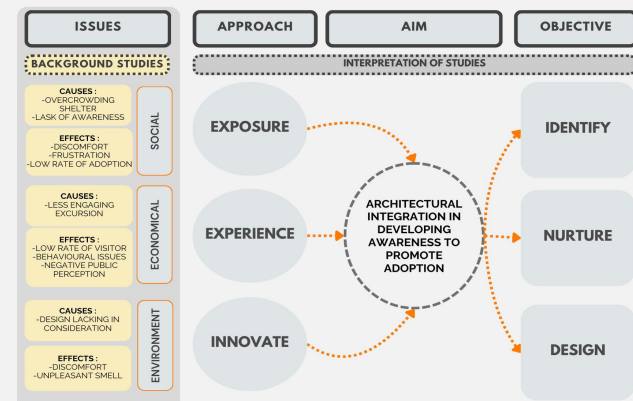 ISSUES
APPROACH
AIM
OBJECTIVE
BACKGROUND STUDIES
INTERPRETATION OF STUDIES
CAUSES :
-OVERCROWDING
SHELTER
-LASK OF AWARENESS
EFFECTS :
-DISCOMFORT
-FRUSTRATION
-LOW RATE OF ADOPTION
SOCIAL
CAUSES :
-LESS ENGAGING
EXCURSION
EFFECTS :
-LOW RATE OF VISITOR
-BEHAVIOURAL ISSUES
-NEGATIVE PUBLIC
PERCEPTION
ECONOMICAL
CAUSES :
-DESIGN LACKING IN
CONSIDERATION
EFFECTS :
-DISCOMFORT
-UNPLEASANT SMELL
ENVIRONMENT
EXPOSURE
EXPERIENCE
INNOVATE
ARCHITECTURAL
INTEGRATION IN
DEVELOPING
AWARENESS TO
PROMOTE
ADOPTION
IDENTIFY
NURTURE
DESIGN